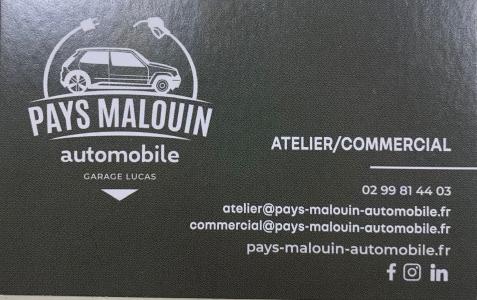 PAYS MALOUIN
automobile
GARAGE LUCAS
ATELIER/COMMERCIAL
02 99 81 44 03
atelier@pays-malouin-automobile.fr
commercial@pays-malouin-automobile.fr
pays-malouin-automobile.fr